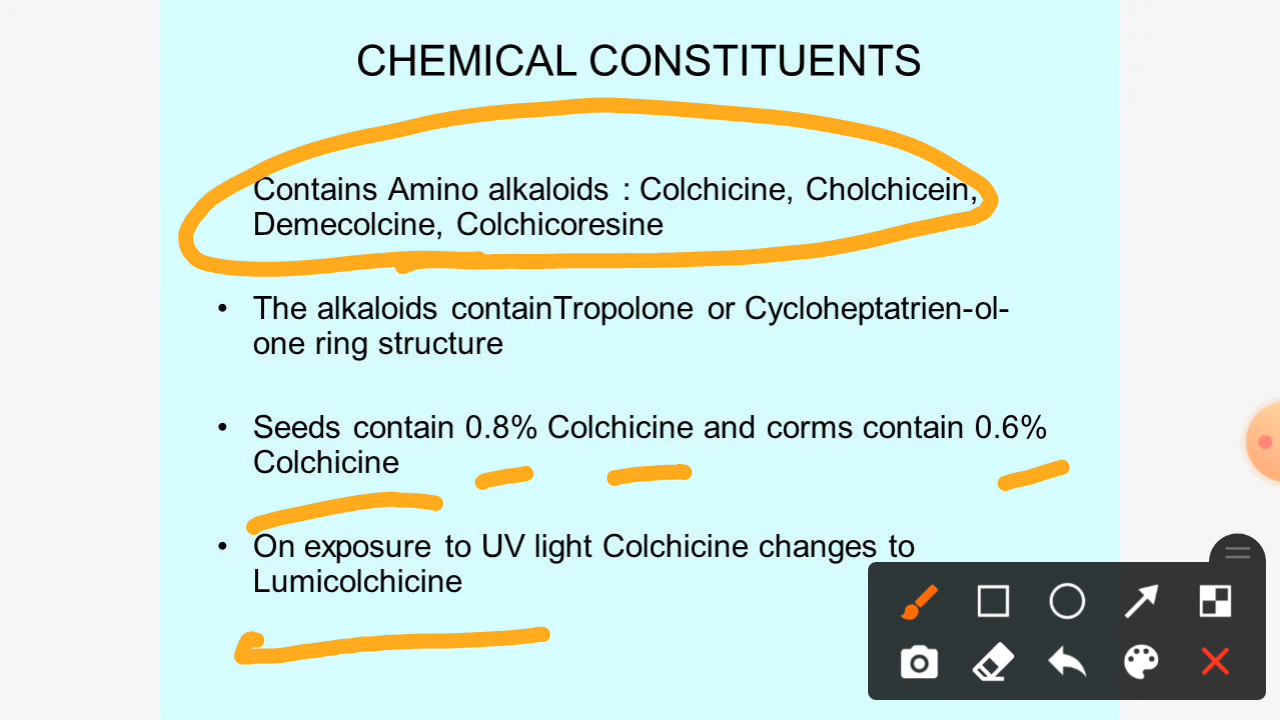 CHEMICAL CONSTITUENTS
Contains Amino alkaloids : Colchicine, Cholchicein,
Demecolcine, Colchicoresine
• The alkaloids containTropolone or Cycloheptatrien-ol-
one ring structure
• Seeds contain 0.8% Colchicine and corms contain 0.6%
Colchicine
• On exposure to UV light Colchicine changes to
Lumicolchicine